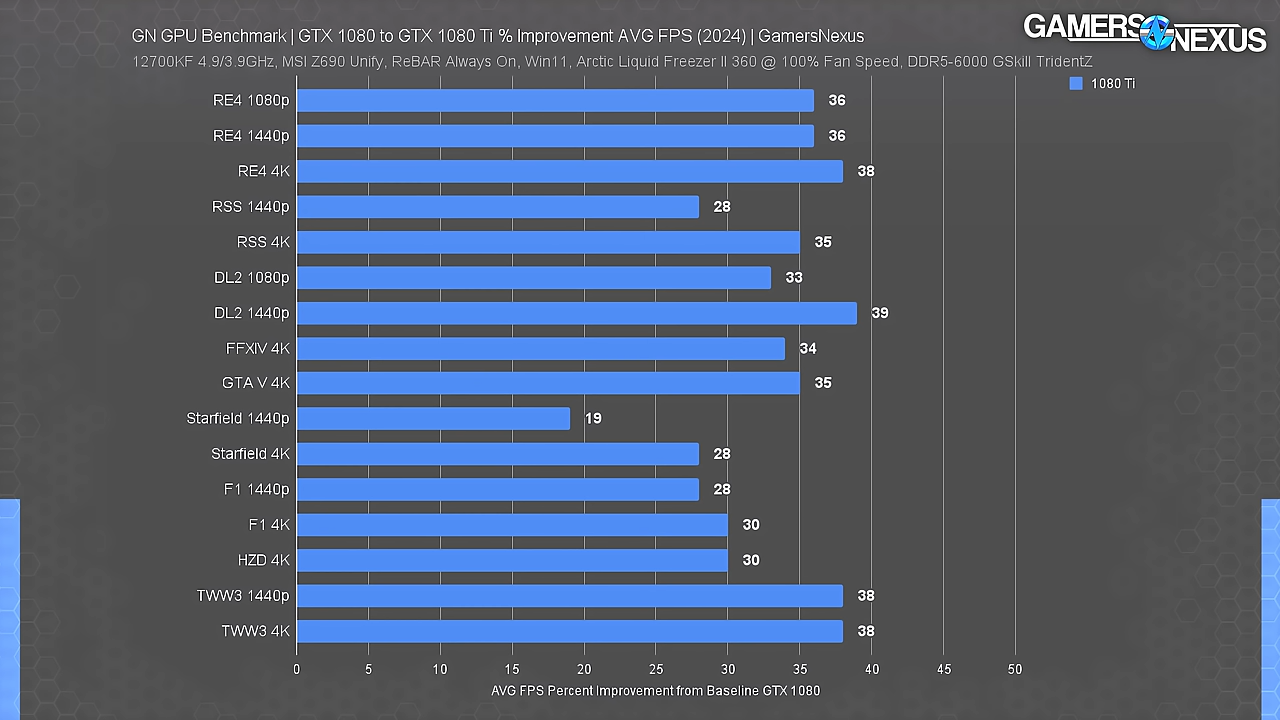 GAMERS NEXUS
GN GPU Benchmark | GTX 1080 to GTX 1080 Ti % Improvement AVG FPS (2024) | GamersNexus
12700KF 4.9/3.9GHz, MSI Z690 Unify, ReBAR Always On, Win11, Arctic Liquid Freezer II 360 @ 100% Fan Speed, DDR5-6000 GSkill TridentZ
1080 Ti
RE4 1080p 36
RE4 1440p 36
RE4 4K 38
RSS 1440p 28
RSS 4K 35
DL2 1080p 33
DL2 1440p 39
FFXIV 4K 34
GTA V 4K 35
Starfield 1440p 19
Starfield 4K 28
F1 1440p 28
F1 4K 30
HZD 4K 30
TWW3 1440p 38
TWW3 4K 38
0 5 10 15 20 25 30 35 40 45 50
AVG FPS Percent Improvement from Baseline GTX 1080